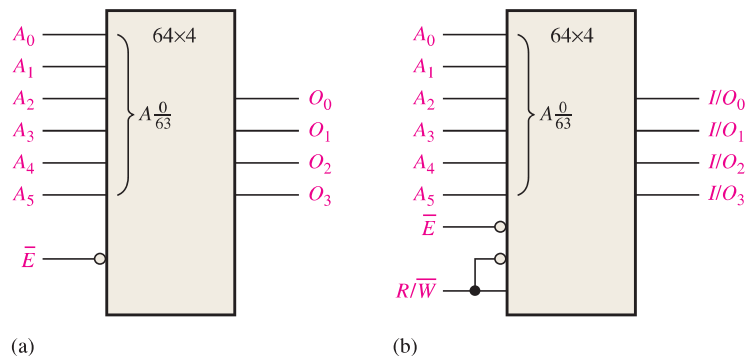 64×4
A₀
A₁
A₂
A₃
A₄
A₅
A 0/63
O₀
O₁
O₂
O₃
E̅
(a)
64×4
A₀
A₁
A₂
A₃
A₄
A₅
A 0/63
I/O₀
I/O₁
I/O₂
I/O₃
E̅
R/W̅
(b)